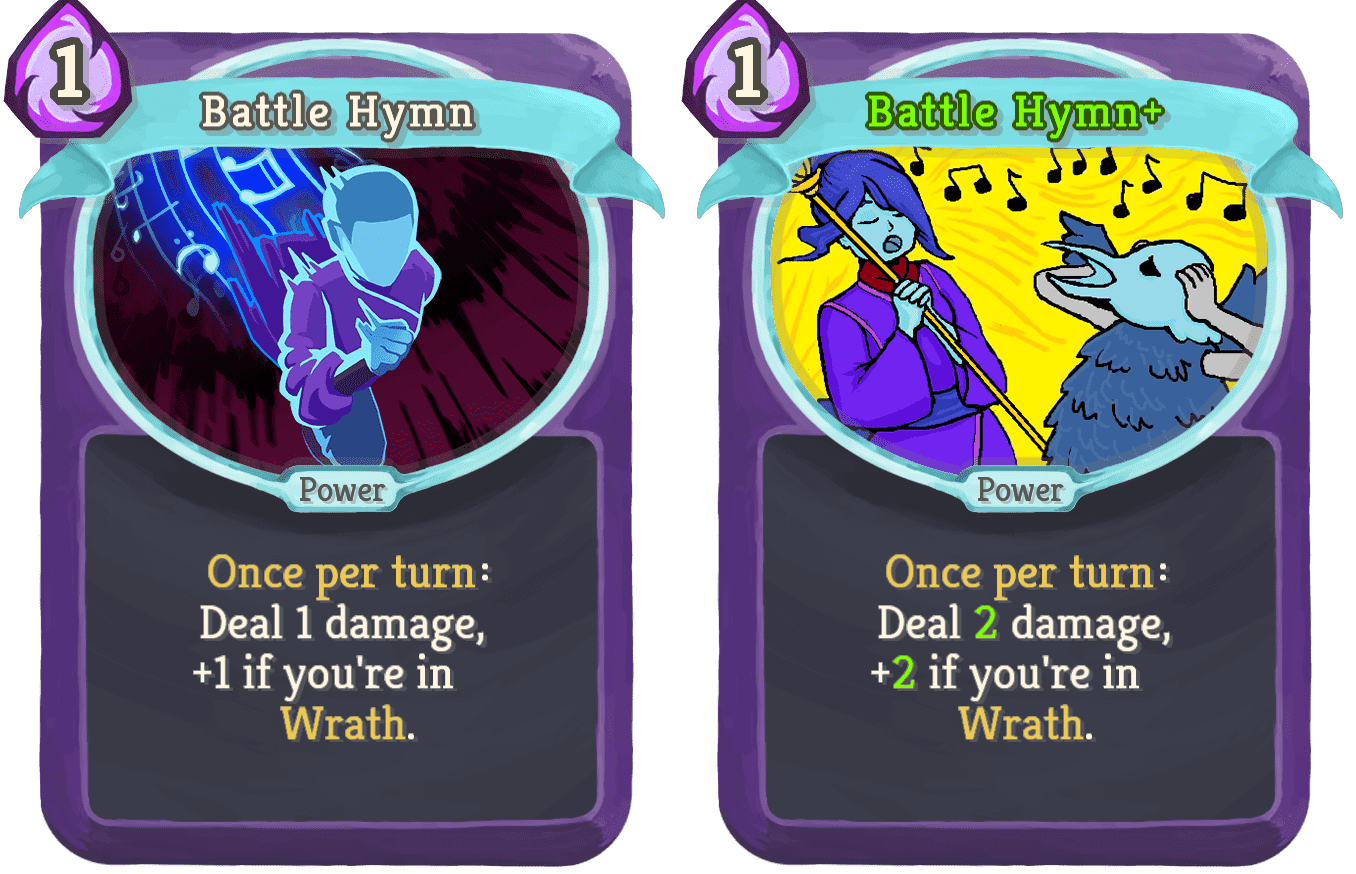 1
Battle Hymn
Power
Once per turn:
Deal 1 damage,
+1 if you're in
Wrath.
1
Battle Hymn+
Power
Once per turn:
Deal 2 damage,
+2 if you're in
Wrath.